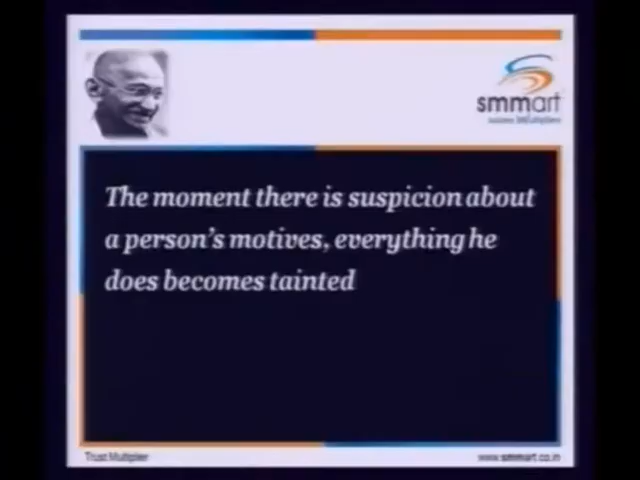 smmart
The moment there is suspicion about
a person's motives, everything he
does becomes tainted
Trust Multiplier
www.smmart.co.in